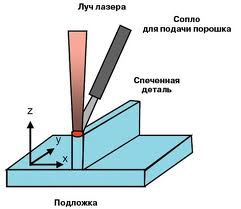 Луч лазера
Сопло
для подачи порошка
Спеченная
деталь
z
y
x
Подложка